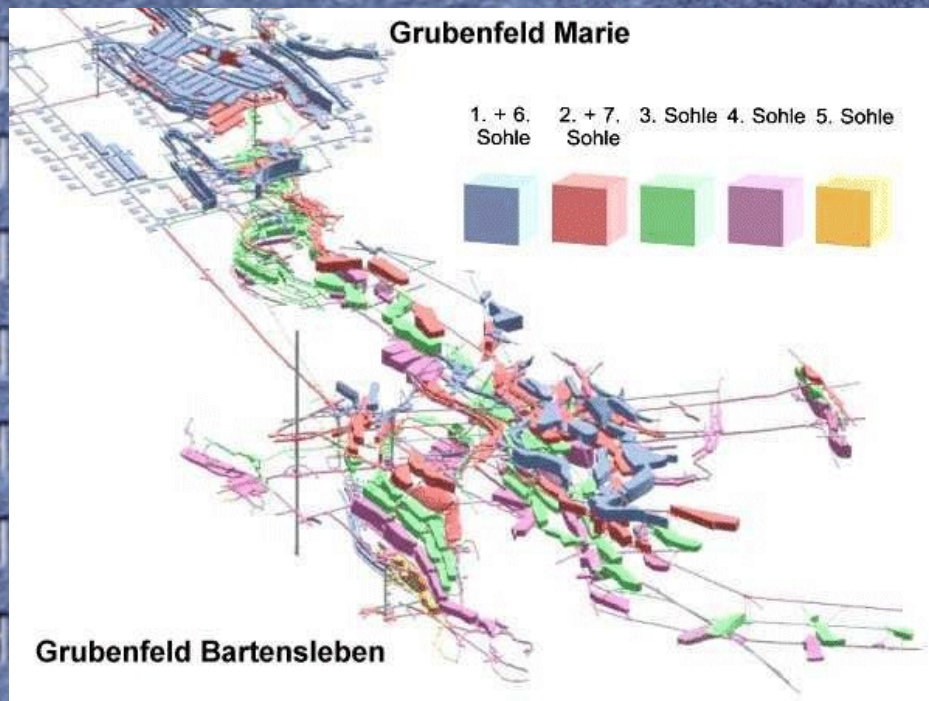 Grubenfeld Marie
1. + 6. Sohle
2. + 7. Sohle
3. Sohle
4. Sohle
5. Sohle
Grubenfeld Bartensleben